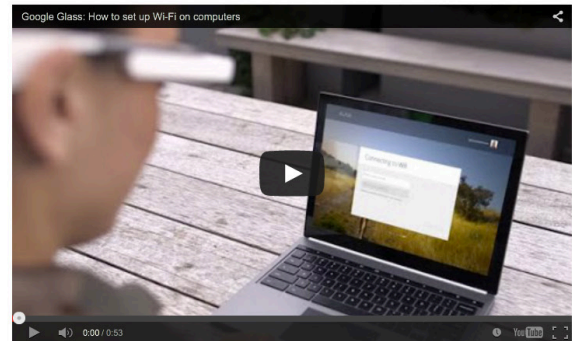 Google Glass: How to set up Wi-Fi on computers
Connecting to Wifi
0:00 / 0:53
YouTube